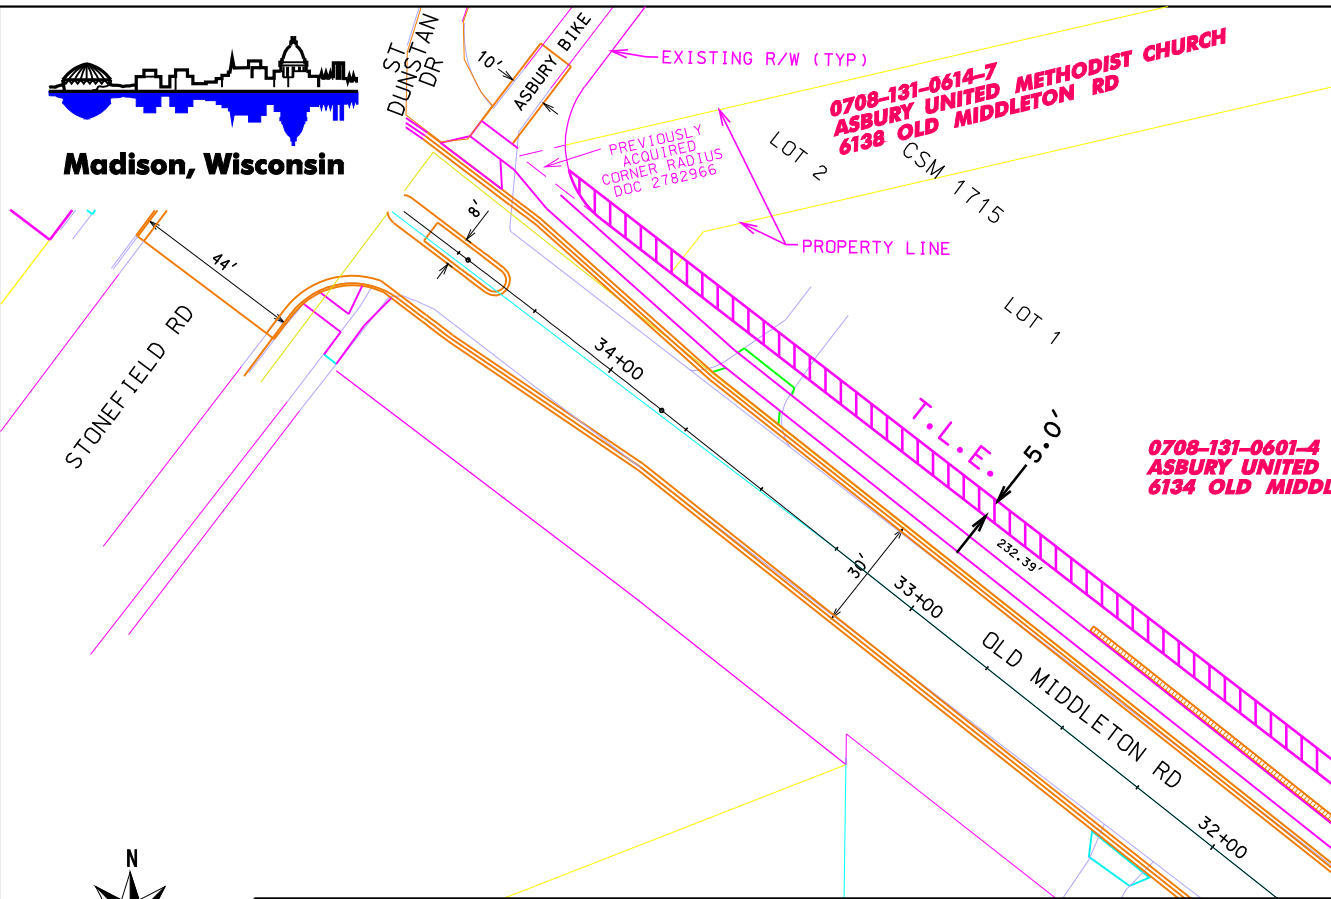 Madison, Wisconsin
ST
DUNSTAN
DR
10'
ASBURY BIKE
EXISTING R/W (TYP)
0708-131-0614-7
ASBURY UNITED METHODIST CHURCH
6138 OLD MIDDLETON RD
PREVIOUSLY
ACQUIRED
CORNER RADIUS
DOC 2782966
LOT 2
CSM 1715
PROPERTY LINE
8'
44'
STONEFIELD RD
34+00
LOT 1
T.L.E.
5.0'
0708-131-0601-4
ASBURY UNITED
6134 OLD MIDDL
232.39'
30'
33+00
OLD MIDDLETON RD
32+00
N